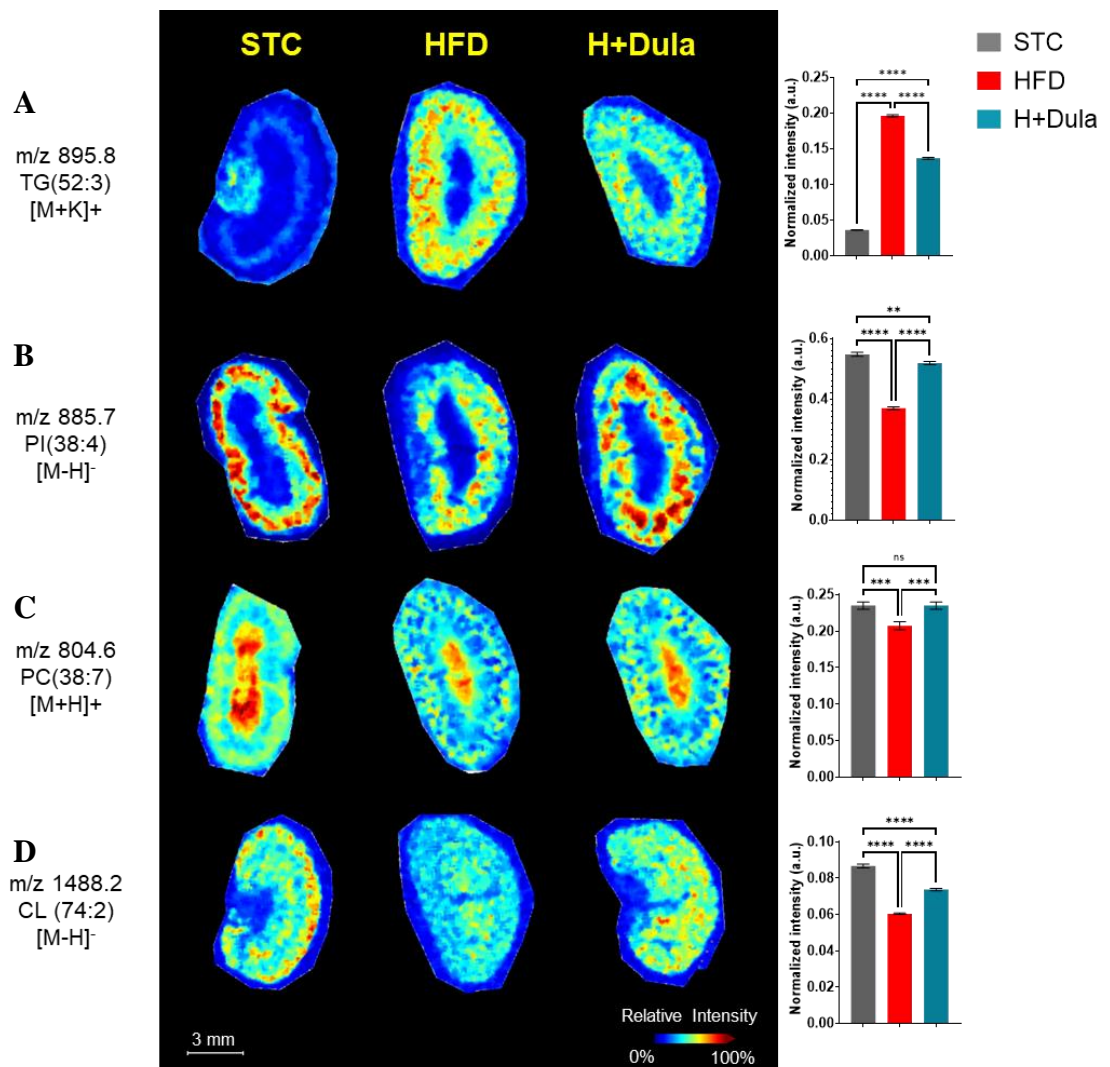 STC HFD H+Dula
STC
HFD
H+Dula
A
m/z 895.8
TG(52:3)
[M+K]+
Normalized intensity (a.u.)
0.25
0.20
0.15
0.10
0.05
0.00
****
**** ****
B
m/z 885.7
PI(38:4)
[M-H]-
Normalized intensity (a.u.)
0.6
0.4
0.2
0.0
**
**** ****
C
m/z 804.6
PC(38:7)
[M+H]+
Normalized intensity (a.u.)
0.25
0.20
0.15
0.10
0.05
0.00
ns
*** ***
D
m/z 1488.2
CL (74:2)
[M-H]-
Normalized intensity (a.u.)
0.10
0.08
0.06
0.04
0.02
0.00
****
**** ****
3 mm
Relative Intensity
0% 100%